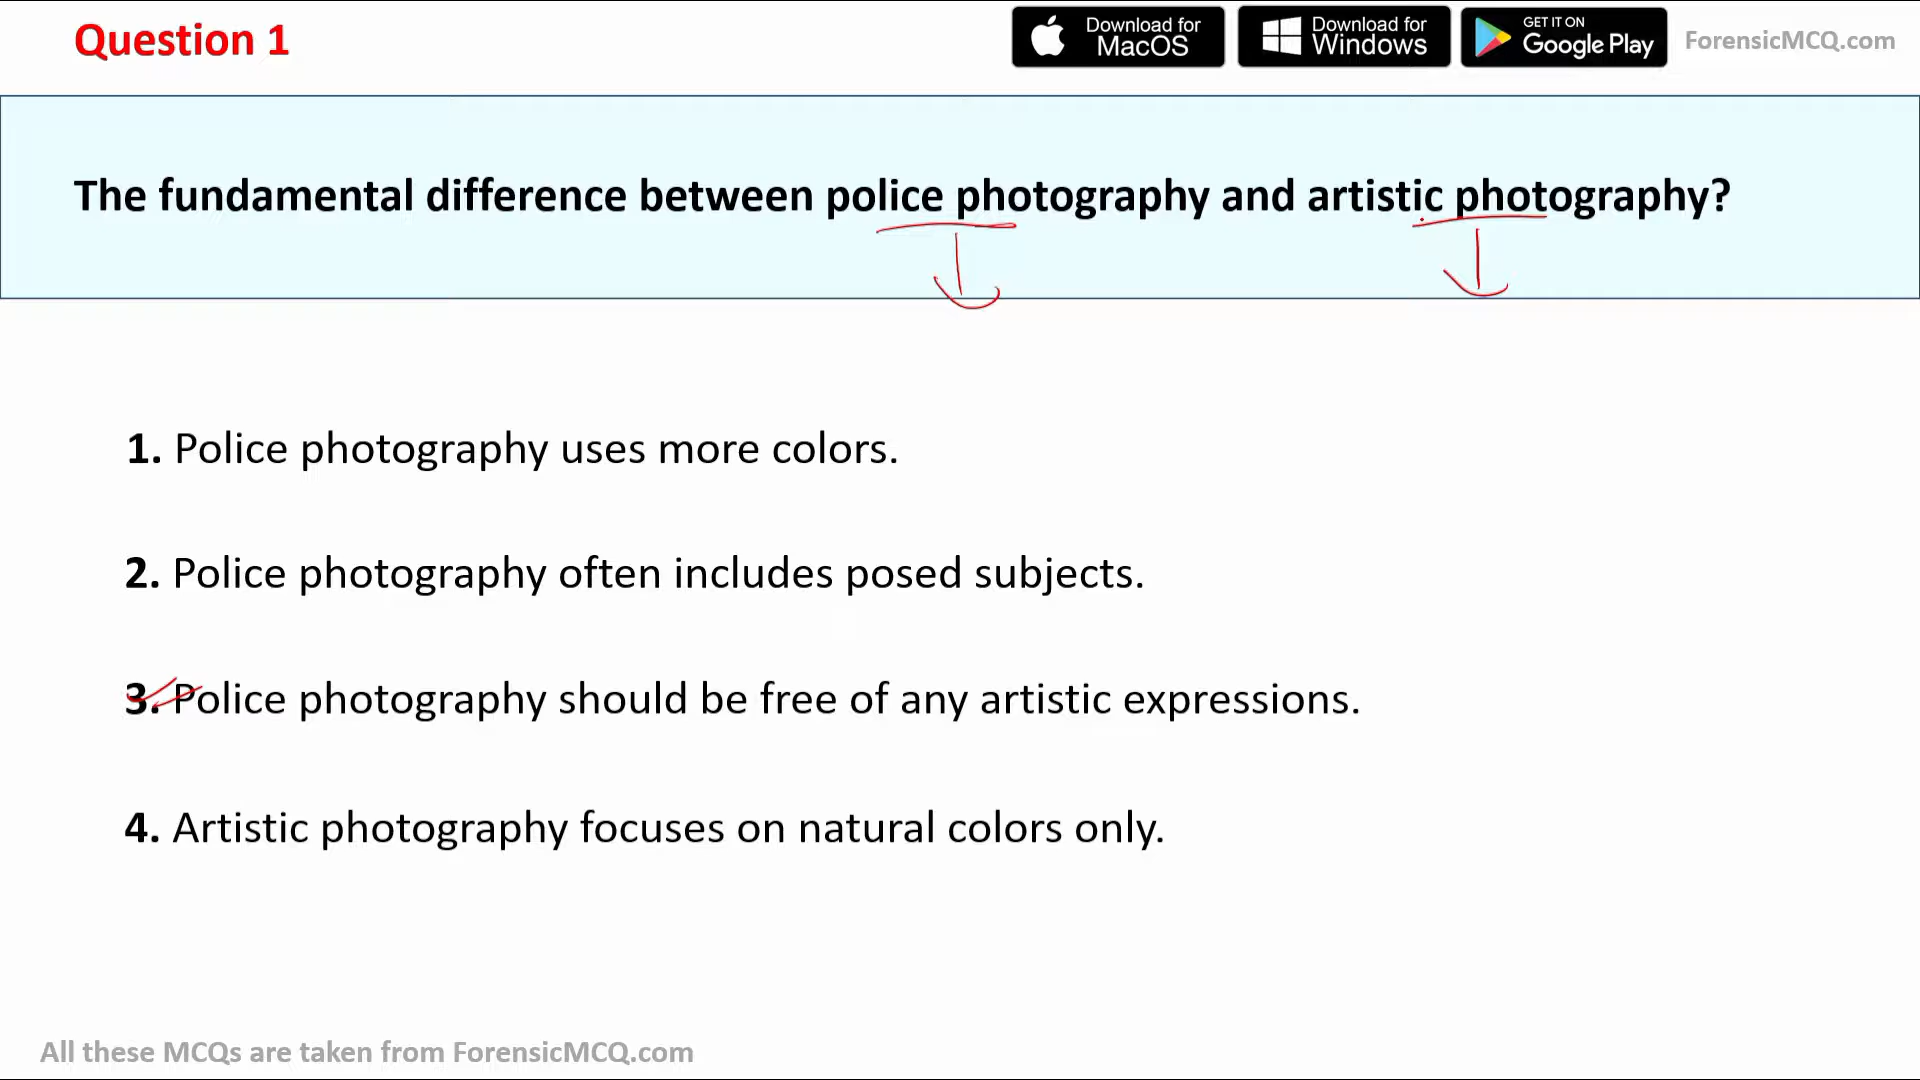 Question 1
Download for
MacOS
Download for
Windows
GET IT ON
Google Play
ForensicMCQ.com
The fundamental difference between police photography and artistic photography?
1. Police photography uses more colors.
2. Police photography often includes posed subjects.
3. Police photography should be free of any artistic expressions.
4. Artistic photography focuses on natural colors only.
All these MCQs are taken from ForensicMCQ.com